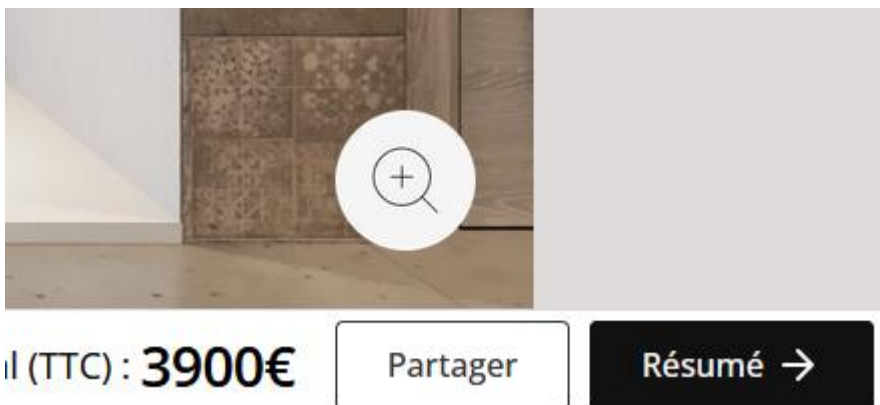 l (TTC) : 3900€
Partager
Résumé →